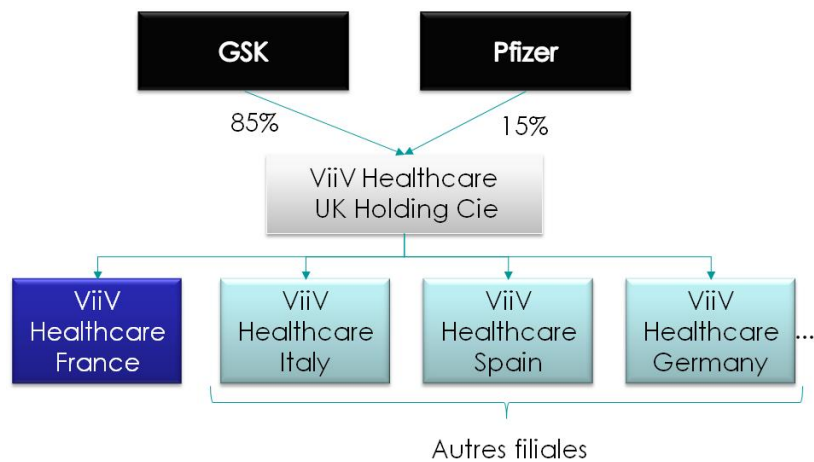 GSK
Pfizer
85%
15%
ViiV Healthcare
UK Holding Cie
ViiV
Healthcare
France
ViiV
Healthcare
Italy
ViiV
Healthcare
Spain
ViiV
Healthcare
Germany
...
Autres filiales